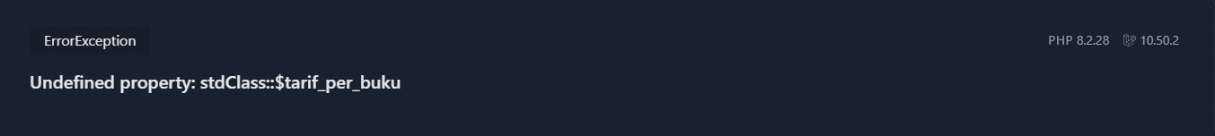 ErrorException
PHP 8.2.28 10.50.2
Undefined property: stdClass::$tarif_per_buku